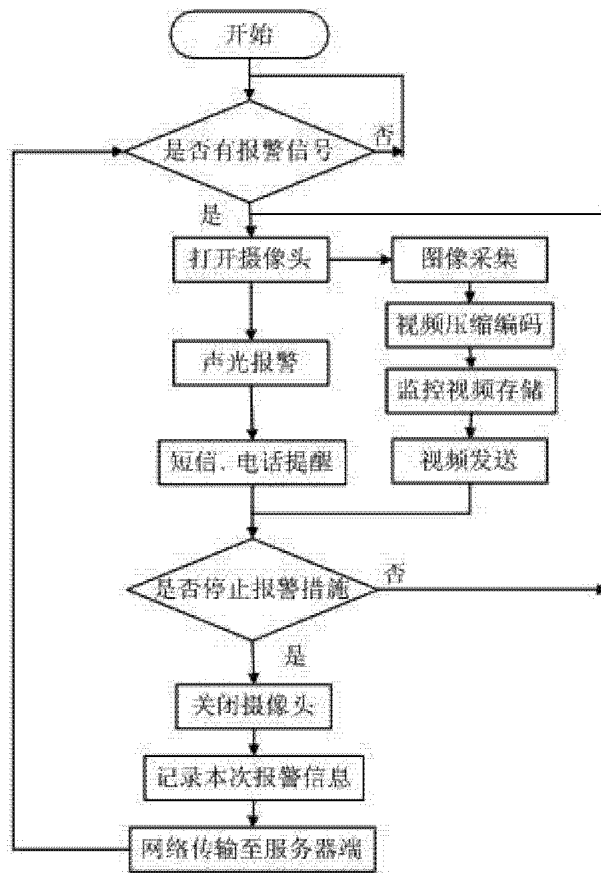 开始
是否有报警信号
否
是
打开摄像头
图像采集
视频压缩编码
声光报警
监控视频存储
短信、电话提醒
视频发送
是否停止报警措施
否
是
关闭摄像头
记录本次报警信息
网络传输至服务器端